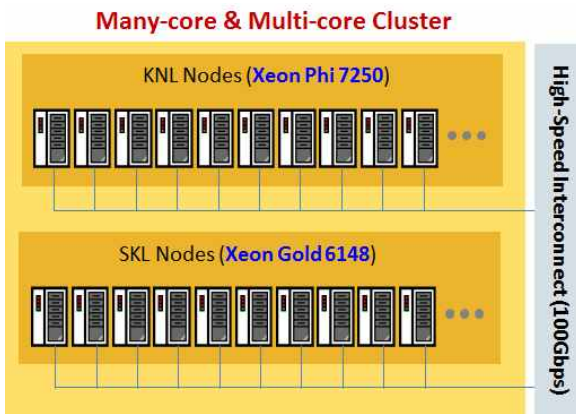 Many-core & Multi-core Cluster
KNL Nodes (Xeon Phi 7250)
SKL Nodes (Xeon Gold 6148)
High-Speed Interconnect (100Gbps)